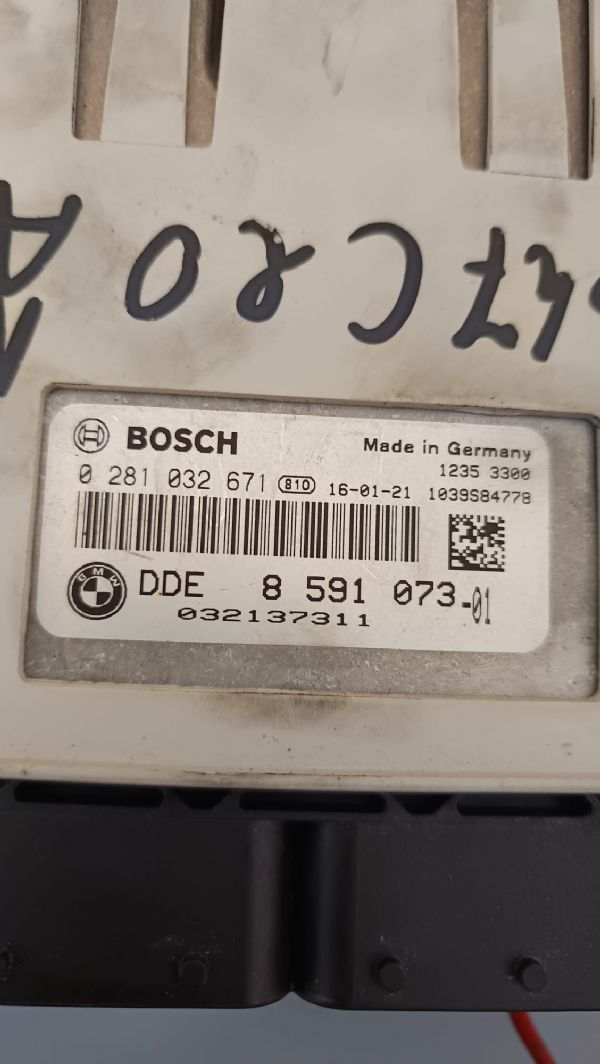 N47C20A
BOSCH
Made in Germany
1235 3300
0 281 032 671 810 16-01-21 1039S84778
BMW
DDE 8 591 073-01
032137311